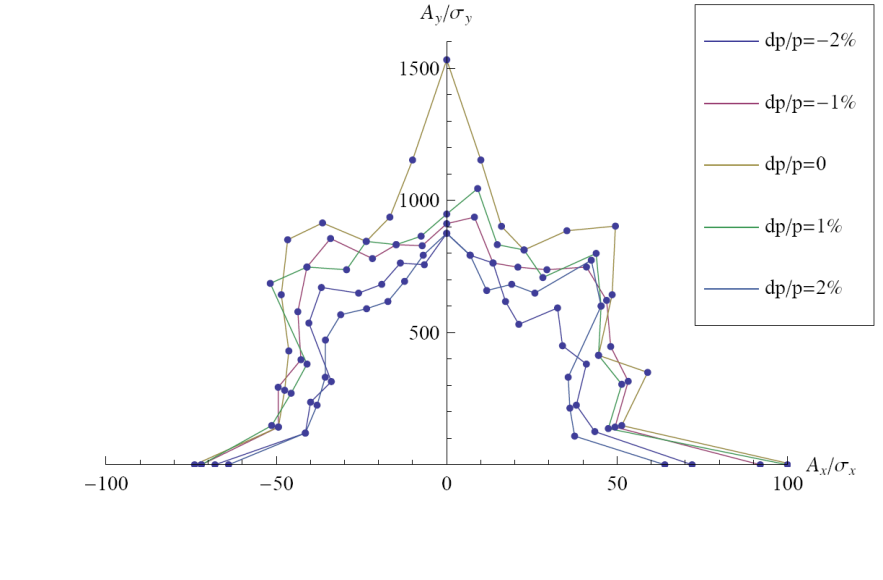 A_y/σ_y
1500
1000
500
−100
−50
0
50
100
A_x/σ_x
dp/p=−2%
dp/p=−1%
dp/p=0
dp/p=1%
dp/p=2%